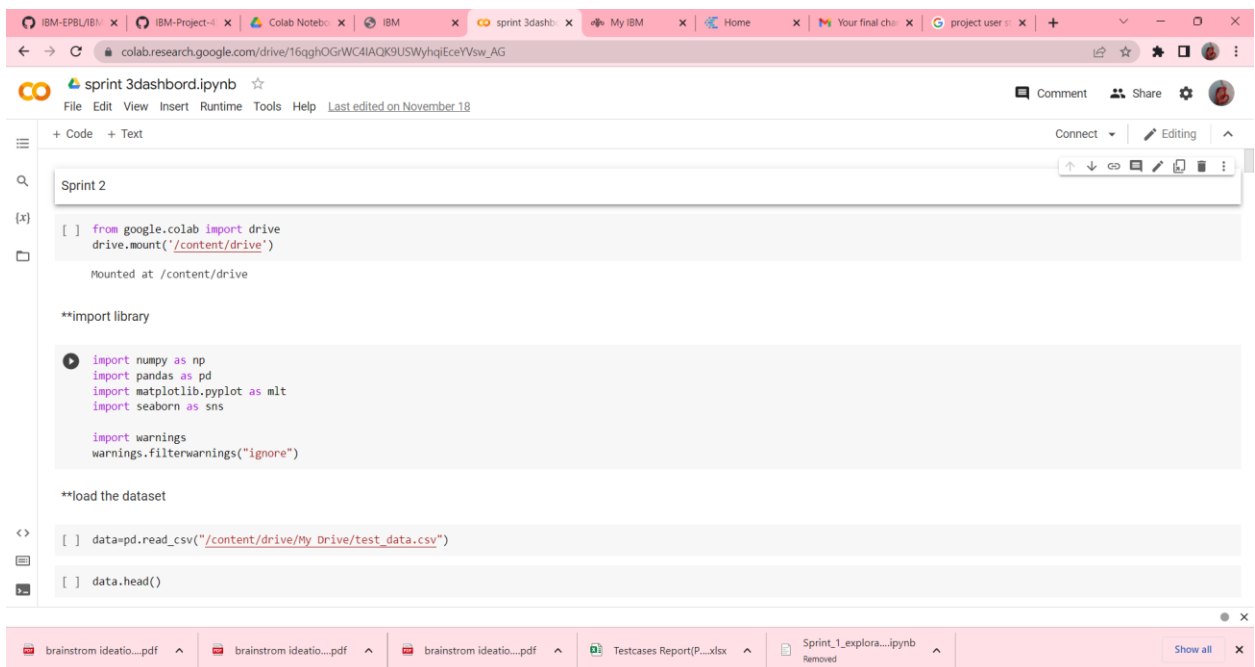 IBM-EPBL/IBM
IBM-Project-4
Colab Notebo
IBM
sprint 3dashb
My IBM
Home
Your final cha
project user s
colab.research.google.com/drive/16qghOGrWC4IAQK9USWyhqiEceYVsw_AG
sprint 3dashbord.ipynb
Comment
Share
File Edit View Insert Runtime Tools Help Last edited on November 18
+ Code + Text
Connect
Editing
Sprint 2
{x}
[ ] from google.colab import drive
drive.mount('/content/drive')
Mounted at /content/drive
**import library
import numpy as np
import pandas as pd
import matplotlib.pyplot as mlt
import seaborn as sns
import warnings
warnings.filterwarnings("ignore")
**load the dataset
[ ] data=pd.read_csv("/content/drive/My Drive/test_data.csv")
[ ] data.head()
brainstrom ideatio....pdf
brainstrom ideatio....pdf
brainstrom ideatio....pdf
Testcases Report(P....xlsx
Sprint_1_explora....ipynb
Removed
Show all